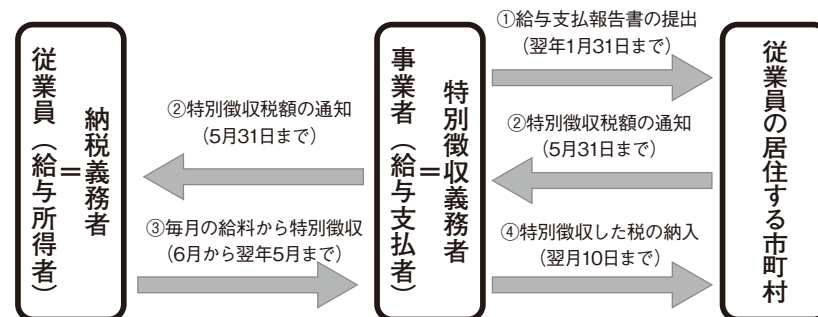 従業員（給与所得者）
＝
納税義務者
②特別徴収税額の通知
（5月31日まで）
③毎月の給料から特別徴収
（6月から翌年5月まで）
事業者（給与支払者）
＝
特別徴収義務者
①給与支払報告書の提出
（翌年1月31日まで）
②特別徴収税額の通知
（5月31日まで）
④特別徴収した税の納入
（翌月10日まで）
従業員の居住する市町村